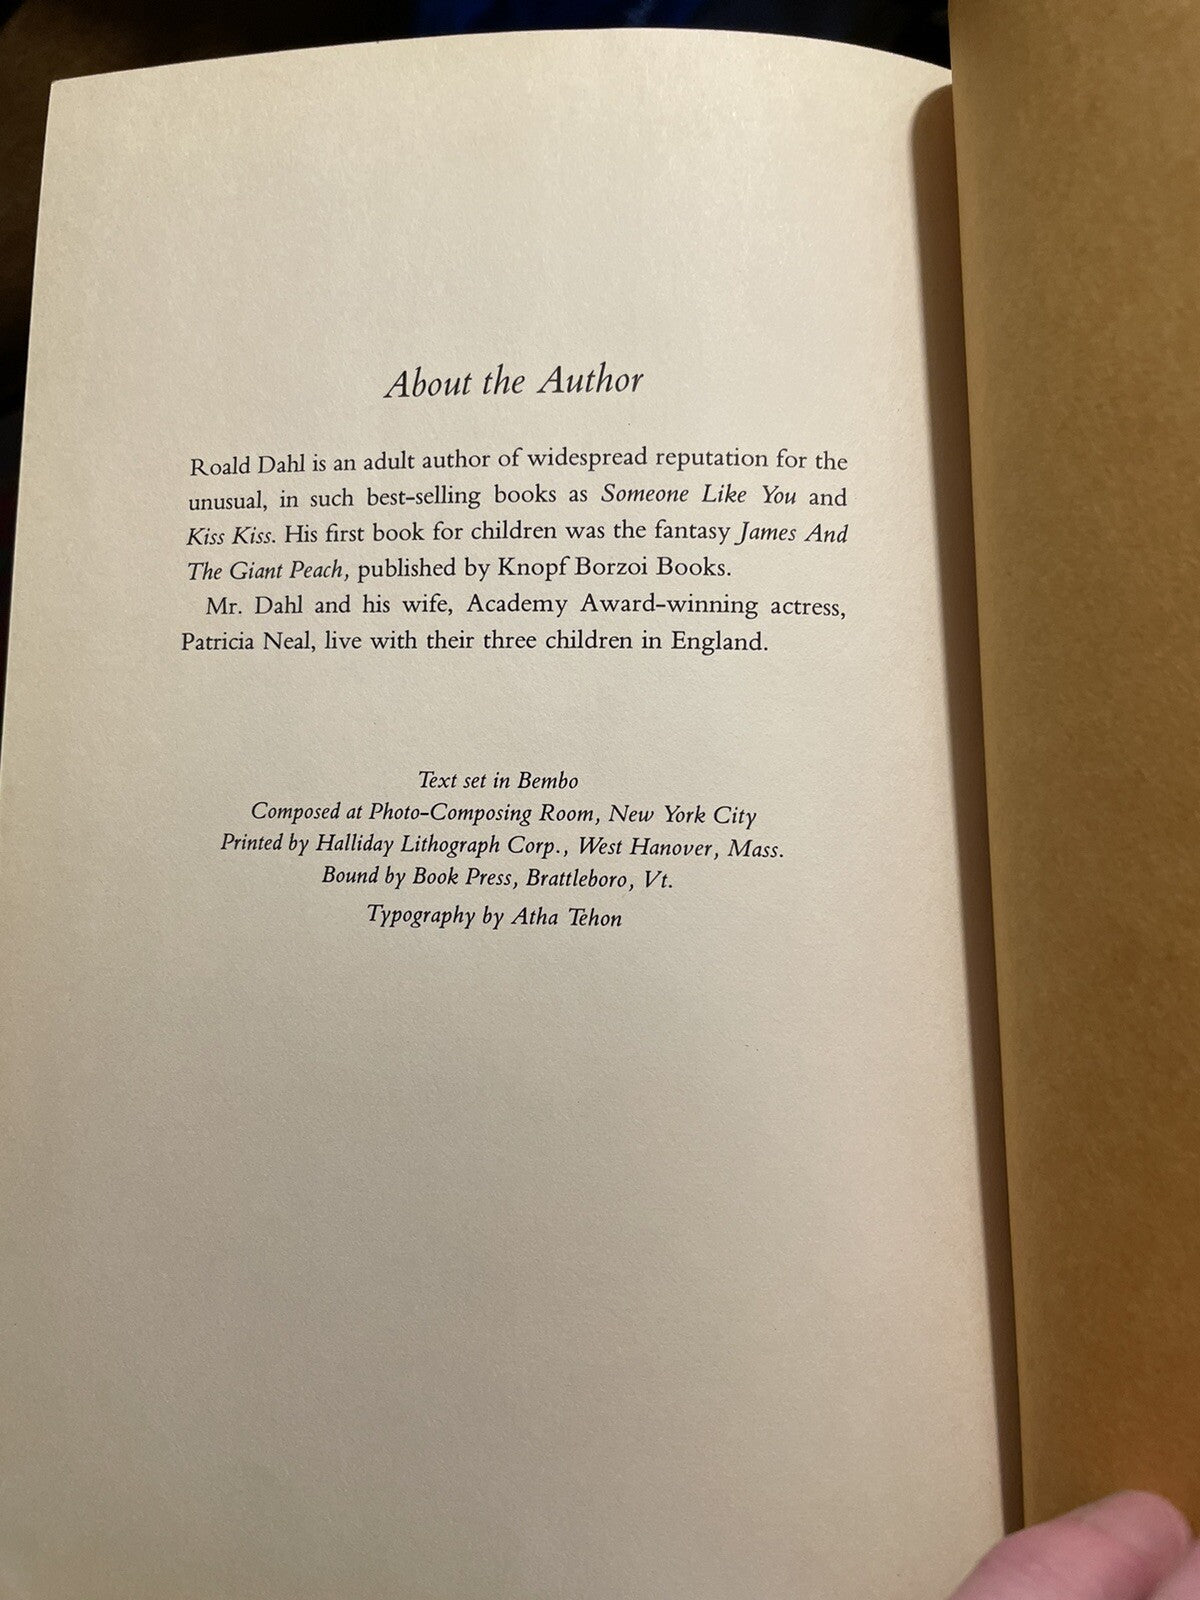 About the Author
Roald Dahl is an adult author of widespread reputation for the
unusual, in such best-selling books as Someone Like You and
Kiss Kiss. His first book for children was the fantasy James And
The Giant Peach, published by Knopf Borzoi Books.
Mr. Dahl and his wife, Academy Award-winning actress,
Patricia Neal, live with their three children in England.
Text set in Bembo
Composed at Photo-Composing Room, New York City
Printed by Halliday Lithograph Corp., West Hanover, Mass.
Bound by Book Press, Brattleboro, Vt.
Typography by Atha Tehon